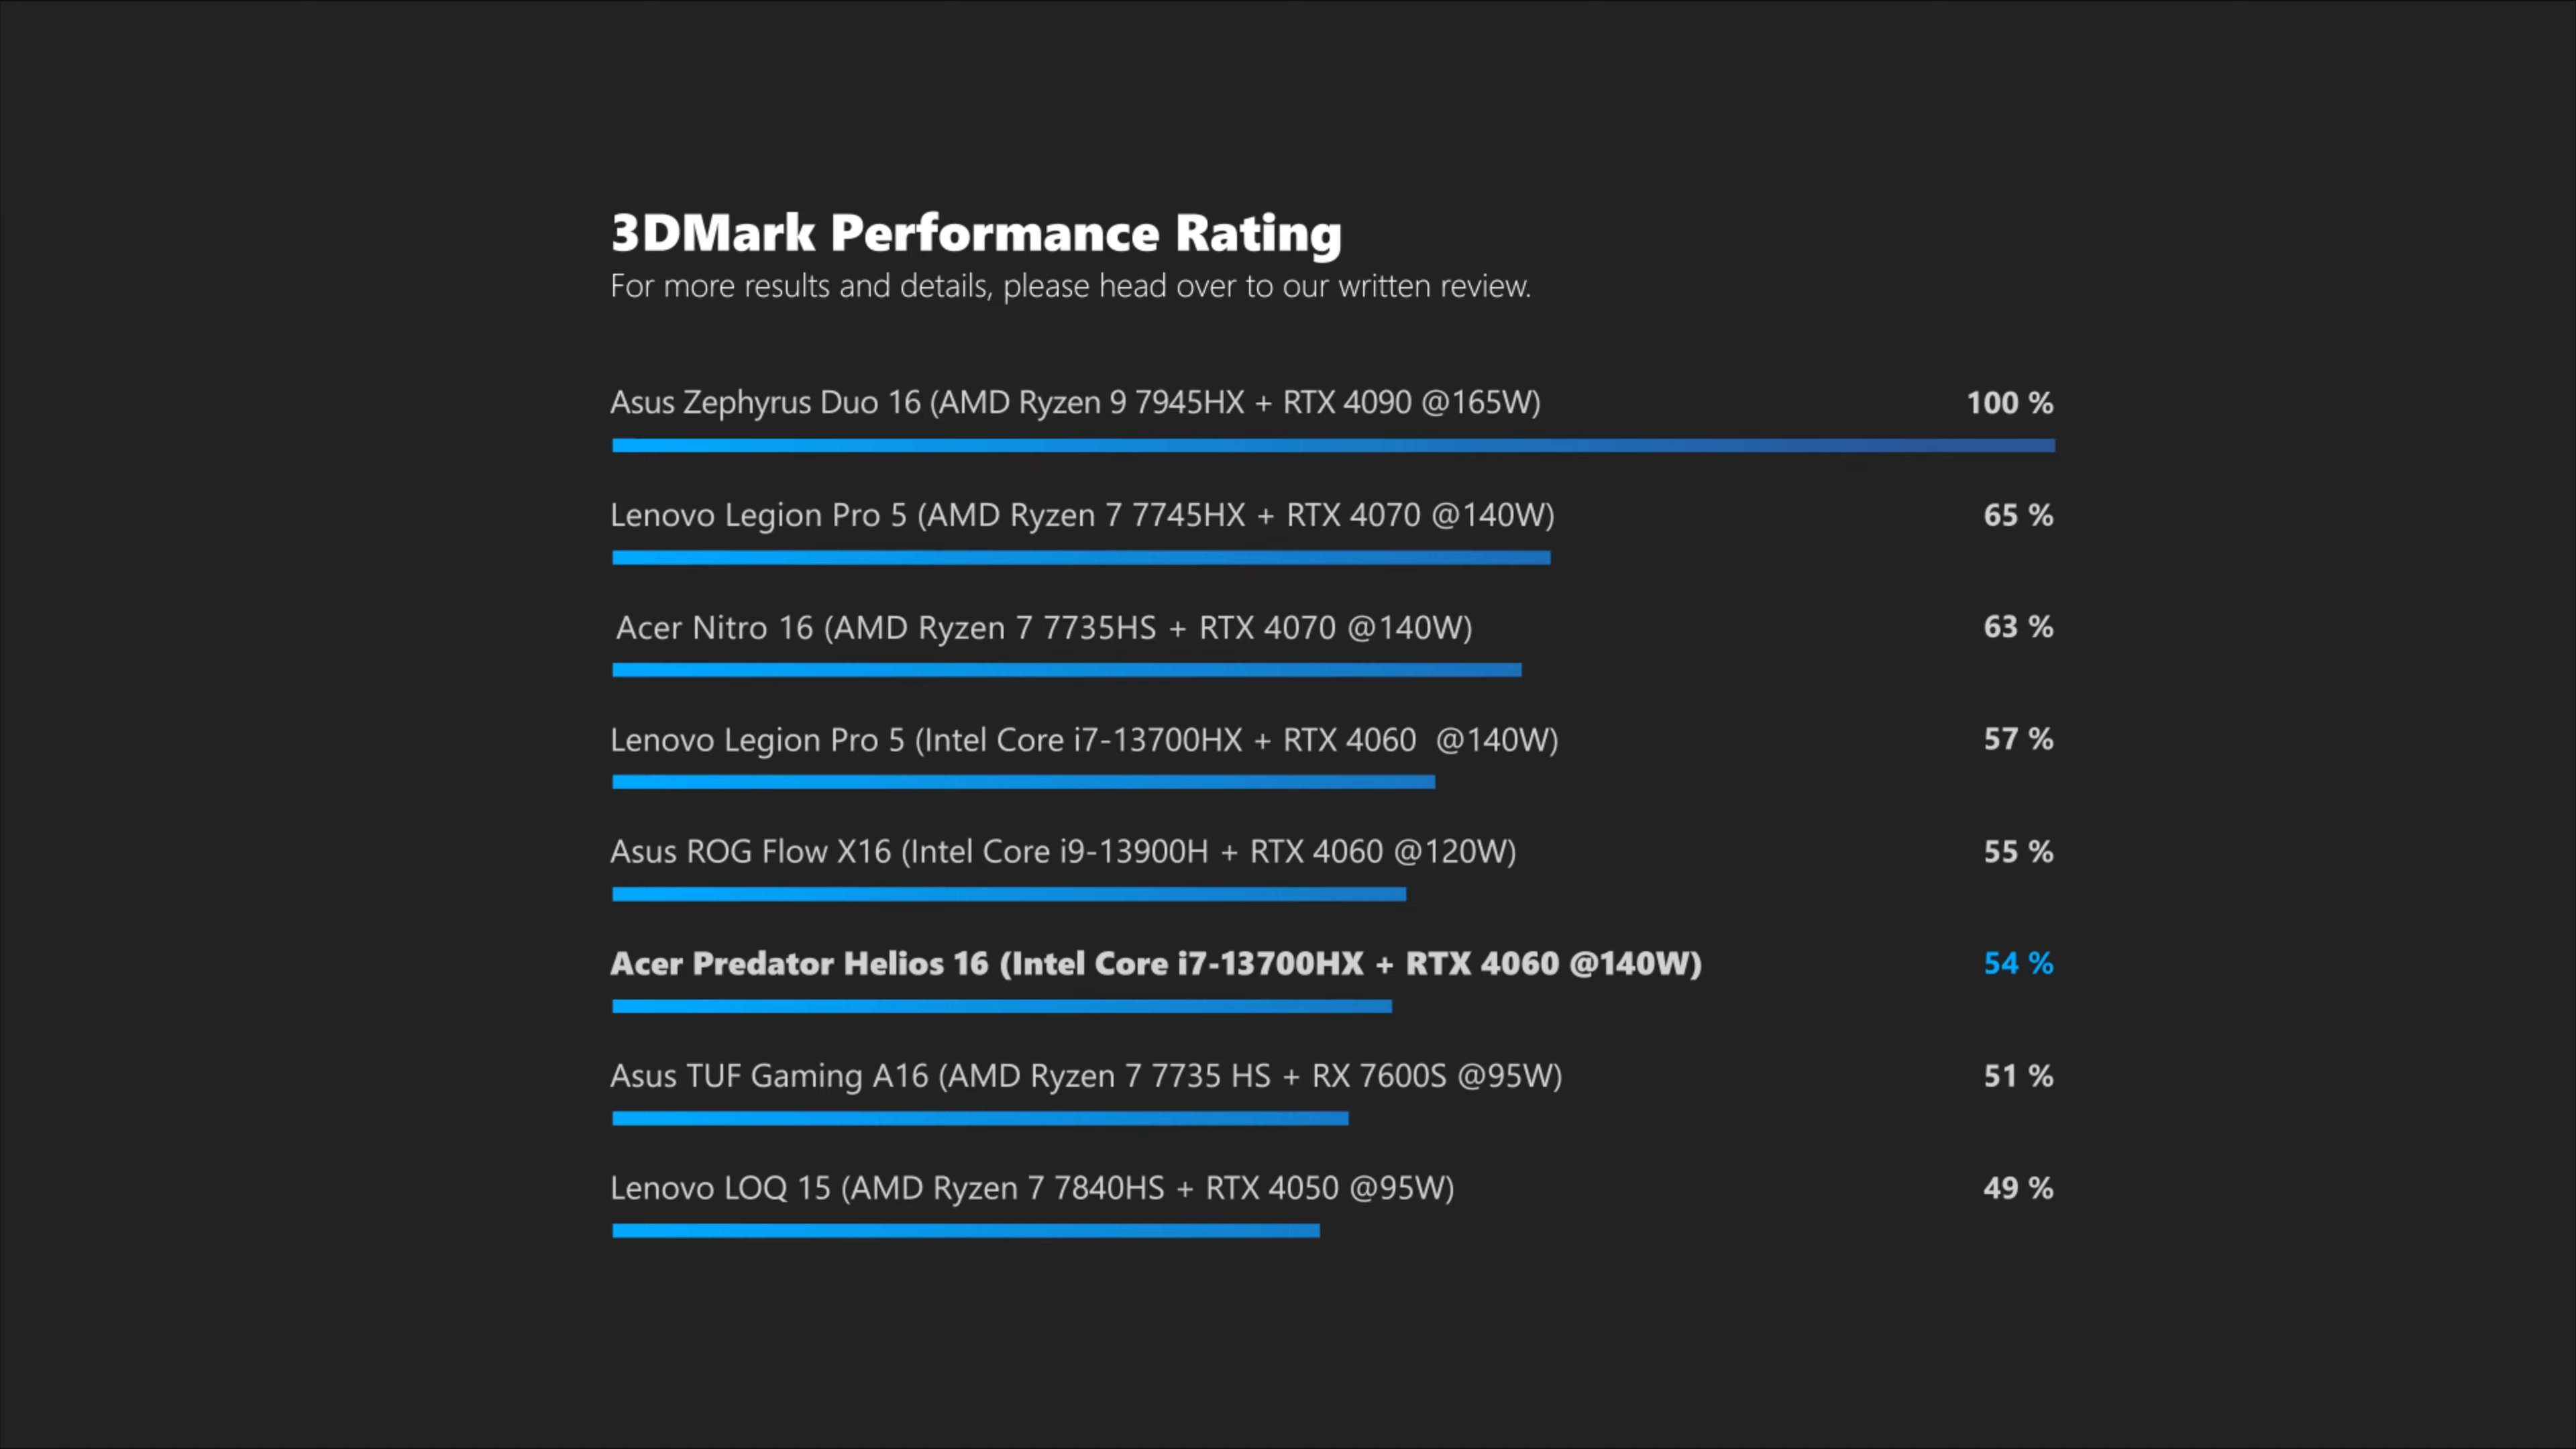 3DMark Performance Rating
For more results and details, please head over to our written review.
Asus Zephyrus Duo 16 (AMD Ryzen 9 7945HX + RTX 4090 @165W) 100 %
Lenovo Legion Pro 5 (AMD Ryzen 7 7745HX + RTX 4070 @140W) 65 %
Acer Nitro 16 (AMD Ryzen 7 7735HS + RTX 4070 @140W) 63 %
Lenovo Legion Pro 5 (Intel Core i7-13700HX + RTX 4060  @140W) 57 %
Asus ROG Flow X16 (Intel Core i9-13900H + RTX 4060 @120W) 55 %
Acer Predator Helios 16 (Intel Core i7-13700HX + RTX 4060 @140W) 54 %
Asus TUF Gaming A16 (AMD Ryzen 7 7735 HS + RX 7600S @95W) 51 %
Lenovo LOQ 15 (AMD Ryzen 7 7840HS + RTX 4050 @95W) 49 %